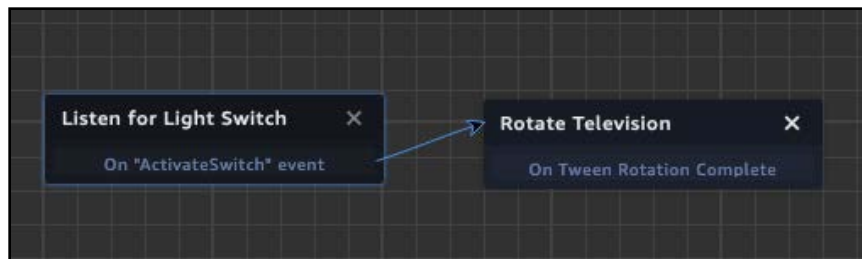 Listen for Light Switch
On "ActivateSwitch" event
Rotate Television
On Tween Rotation Complete